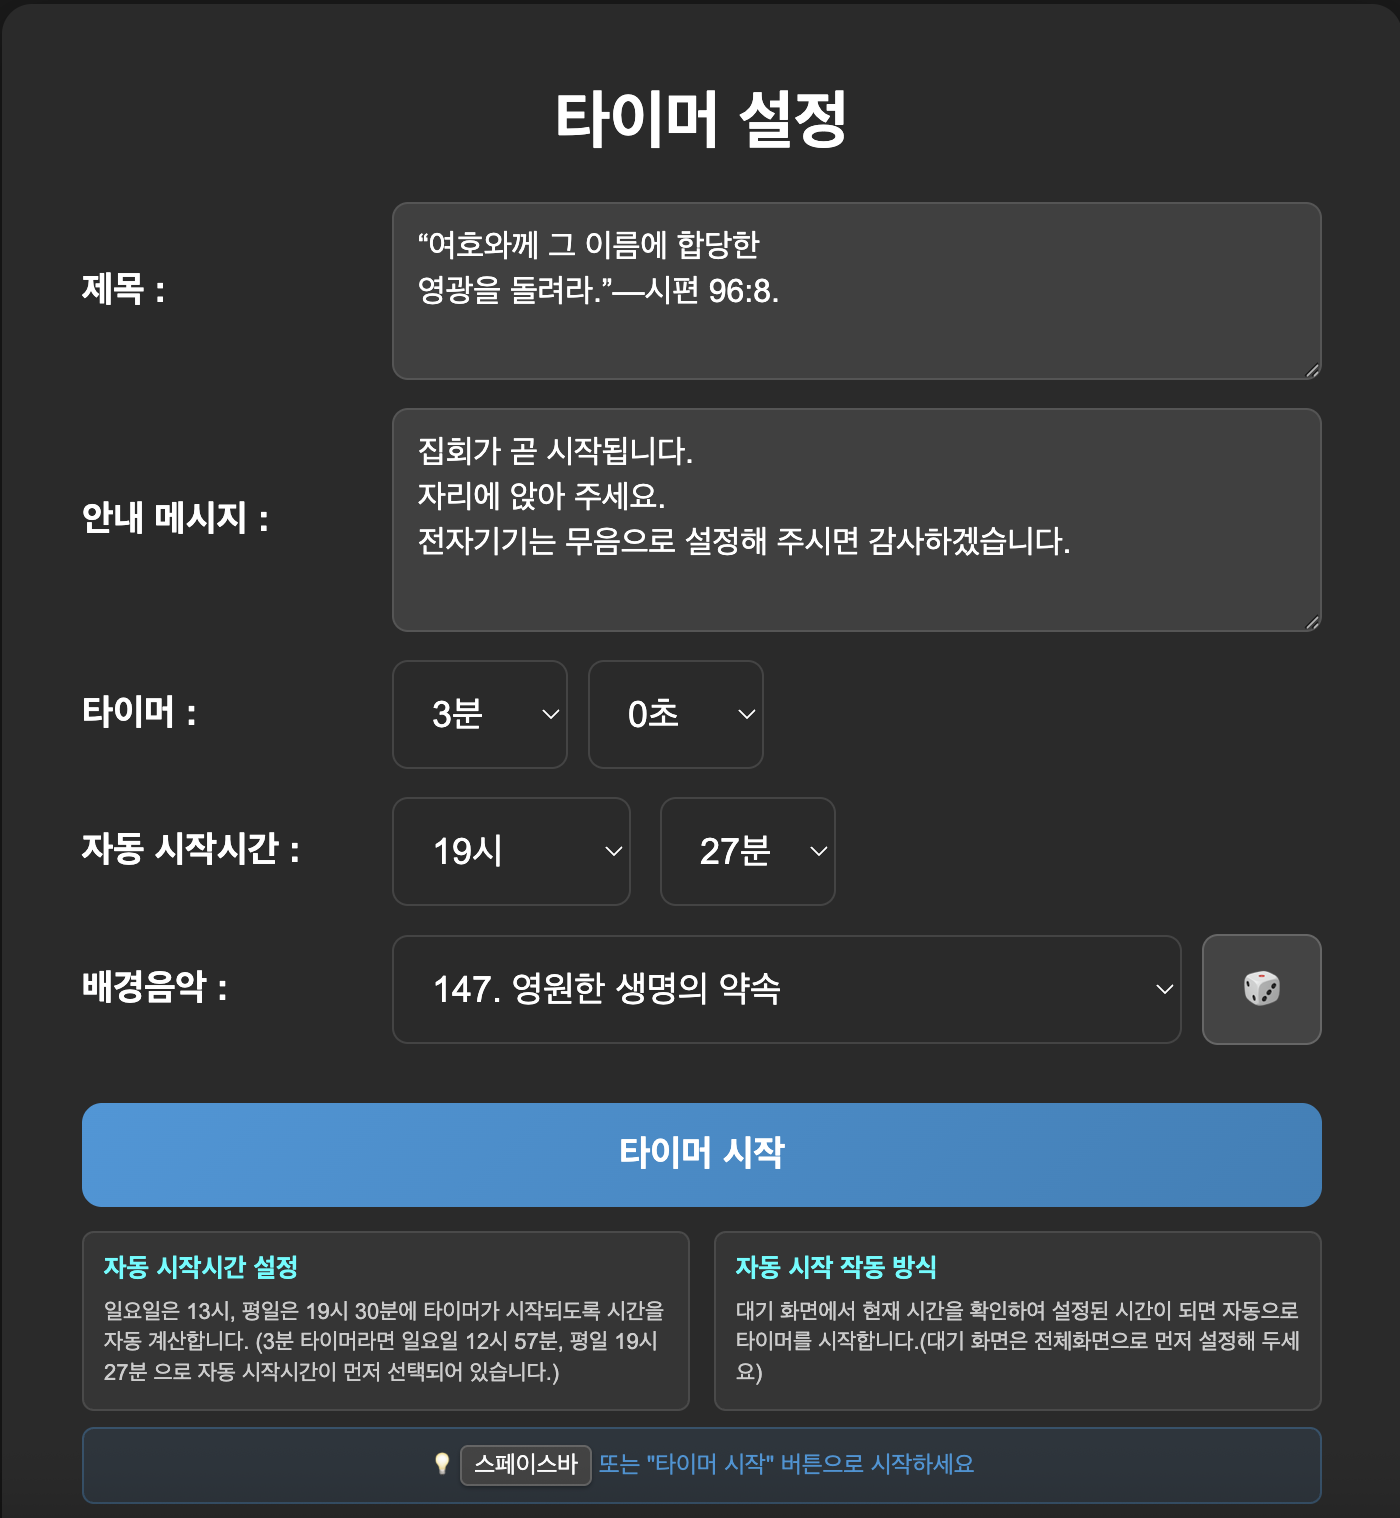 타이머 설정
제목 :
“여호와께 그 이름에 합당한
영광을 돌려라.”—시편 96:8.
안내 메시지 :
집회가 곧 시작됩니다.
자리에 앉아 주세요.
전자기기는 무음으로 설정해 주시면 감사하겠습니다.
타이머 :
3분
0초
자동 시작시간 :
19시
27분
배경음악 :
147. 영원한 생명의 약속
타이머 시작
자동 시작시간 설정
일요일은 13시, 평일은 19시 30분에 타이머가 시작되도록 시간을
자동 계산합니다. (3분 타이머라면 일요일 12시 57분, 평일 19시
27분 으로 자동 시작시간이 먼저 선택되어 있습니다.)
자동 시작 작동 방식
대기 화면에서 현재 시간을 확인하여 설정된 시간이 되면 자동으로
타이머를 시작합니다.(대기 화면은 전체화면으로 먼저 설정해 두세
요)
스페이스바 또는 "타이머 시작" 버튼으로 시작하세요